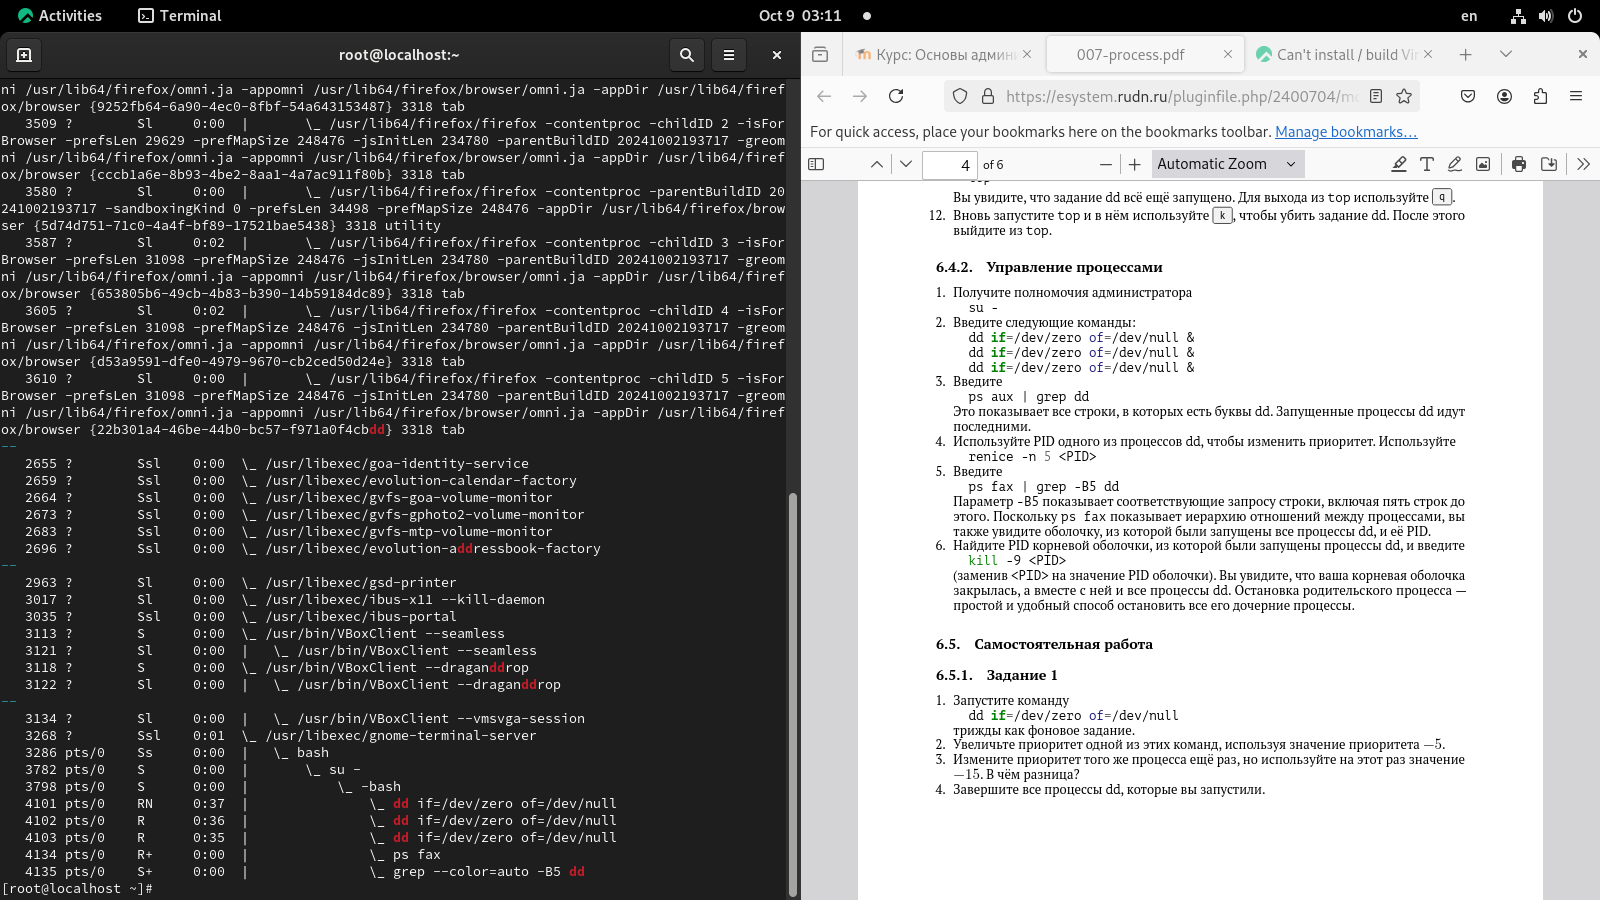 Activities Terminal Oct 9 03:11 en
root@localhost:~
ni /usr/lib64/firefox/omni.ja -appomni /usr/lib64/firefox/browser/omni.ja -appDir /usr/lib64/firef
ox/browser {9252fb64-6a90-4ec0-8fbf-54a643153487} 3318 tab
3509 ? Sl 0:00 | \_ /usr/lib64/firefox/firefox -contentproc -childID 2 -isFor
Browser -prefsLen 29629 -prefMapSize 248476 -jsInitLen 234780 -parentBuildID 20241002193717 -greom
ni /usr/lib64/firefox/omni.ja -appomni /usr/lib64/firefox/browser/omni.ja -appDir /usr/lib64/firef
ox/browser {cccb1a6e-8b93-4be2-8aa1-4a7ac911f80b} 3318 tab
3580 ? Sl 0:00 | \_ /usr/lib64/firefox/firefox -contentproc -parentBuildID 20
241002193717 -sandboxingKind 0 -prefsLen 34498 -prefMapSize 248476 -appDir /usr/lib64/firefox/brow
ser {5d74d751-71c0-4a4f-bf89-17521bae5438} 3318 utility
3587 ? Sl 0:02 | \_ /usr/lib64/firefox/firefox -contentproc -childID 3 -isFor
Browser -prefsLen 31098 -prefMapSize 248476 -jsInitLen 234780 -parentBuildID 20241002193717 -greom
ni /usr/lib64/firefox/omni.ja -appomni /usr/lib64/firefox/browser/omni.ja -appDir /usr/lib64/firef
ox/browser {653805b6-49cb-4b83-b390-14b59184dc89} 3318 tab
3605 ? Sl 0:02 | \_ /usr/lib64/firefox/firefox -contentproc -childID 4 -isFor
Browser -prefsLen 31098 -prefMapSize 248476 -jsInitLen 234780 -parentBuildID 20241002193717 -greom
ni /usr/lib64/firefox/omni.ja -appomni /usr/lib64/firefox/browser/omni.ja -appDir /usr/lib64/firef
ox/browser {d53a9591-dfe0-4979-9670-cb2ced50d24e} 3318 tab
3610 ? Sl 0:00 | \_ /usr/lib64/firefox/firefox -contentproc -childID 5 -isFor
Browser -prefsLen 31098 -prefMapSize 248476 -jsInitLen 234780 -parentBuildID 20241002193717 -greom
ni /usr/lib64/firefox/omni.ja -appomni /usr/lib64/firefox/browser/omni.ja -appDir /usr/lib64/firef
ox/browser {22b301a4-46be-44b0-bc57-f971a0f4cbdd} 3318 tab
--
2655 ? Ssl 0:00 \_ /usr/libexec/goa-identity-service
2659 ? Ssl 0:00 \_ /usr/libexec/evolution-calendar-factory
2664 ? Ssl 0:00 \_ /usr/libexec/gvfs-goa-volume-monitor
2673 ? Ssl 0:00 \_ /usr/libexec/gvfs-gphoto2-volume-monitor
2683 ? Ssl 0:00 \_ /usr/libexec/gvfs-mtp-volume-monitor
2696 ? Ssl 0:00 \_ /usr/libexec/evolution-addressbook-factory
--
2963 ? Sl 0:00 \_ /usr/libexec/gsd-printer
3017 ? Sl 0:00 \_ /usr/libexec/ibus-x11 --kill-daemon
3035 ? Ssl 0:00 \_ /usr/libexec/ibus-portal
3113 ? S 0:00 \_ /usr/bin/VBoxClient --seamless
3121 ? Sl 0:00 | \_ /usr/bin/VBoxClient --seamless
3118 ? S 0:00 \_ /usr/bin/VBoxClient --draganddrop
3122 ? Sl 0:00 | \_ /usr/bin/VBoxClient --draganddrop
--
3134 ? Sl 0:00 | \_ /usr/bin/VBoxClient --vmsvga-session
3268 ? Ssl 0:01 \_ /usr/libexec/gnome-terminal-server
3286 pts/0 Ss 0:00 | \_ bash
3782 pts/0 S 0:00 | \_ su -
3798 pts/0 S 0:00 | \_ -bash
4101 pts/0 RN 0:37 | \_ dd if=/dev/zero of=/dev/null
4102 pts/0 R 0:36 | \_ dd if=/dev/zero of=/dev/null
4103 pts/0 R 0:35 | \_ dd if=/dev/zero of=/dev/null
4134 pts/0 R+ 0:00 | \_ ps fax
4135 pts/0 S+ 0:00 | \_ grep --color=auto -B5 dd
[root@localhost ~]#
Курс: Основы админи 007-process.pdf Can't install / build Vir
https://esystem.rudn.ru/pluginfile.php/2400704/mo
For quick access, place your bookmarks here on the bookmarks toolbar. Manage bookmarks…
4 of 6 Automatic Zoom
Вы увидите, что задание dd всё ещё запущено. Для выхода из top используйте q .
12. Вновь запустите top и в нём используйте k , чтобы убить задание dd. После этого
выйдите из top.
6.4.2. Управление процессами
1. Получите полномочия администратора
su -
2. Введите следующие команды:
dd if=/dev/zero of=/dev/null &
dd if=/dev/zero of=/dev/null &
dd if=/dev/zero of=/dev/null &
3. Введите
ps aux | grep dd
Это показывает все строки, в которых есть буквы dd. Запущенные процессы dd идут
последними.
4. Используйте PID одного из процессов dd, чтобы изменить приоритет. Используйте
renice -n 5 <PID>
5. Введите
ps fax | grep -B5 dd
Параметр -B5 показывает соответствующие запросу строки, включая пять строк до
этого. Поскольку ps fax показывает иерархию отношений между процессами, вы
также увидите оболочку, из которой были запущены все процессы dd, и её PID.
6. Найдите PID корневой оболочки, из которой были запущены процессы dd, и введите
kill -9 <PID>
(заменив <PID> на значение PID оболочки). Вы увидите, что ваша корневая оболочка
закрылась, а вместе с ней и все процессы dd. Остановка родительского процесса —
простой и удобный способ остановить все его дочерние процессы.
6.5. Самостоятельная работа
6.5.1. Задание 1
1. Запустите команду
dd if=/dev/zero of=/dev/null
трижды как фоновое задание.
2. Увеличьте приоритет одной из этих команд, используя значение приоритета −5.
3. Измените приоритет того же процесса ещё раз, но используйте на этот раз значение
−15. В чём разница?
4. Завершите все процессы dd, которые вы запустили.